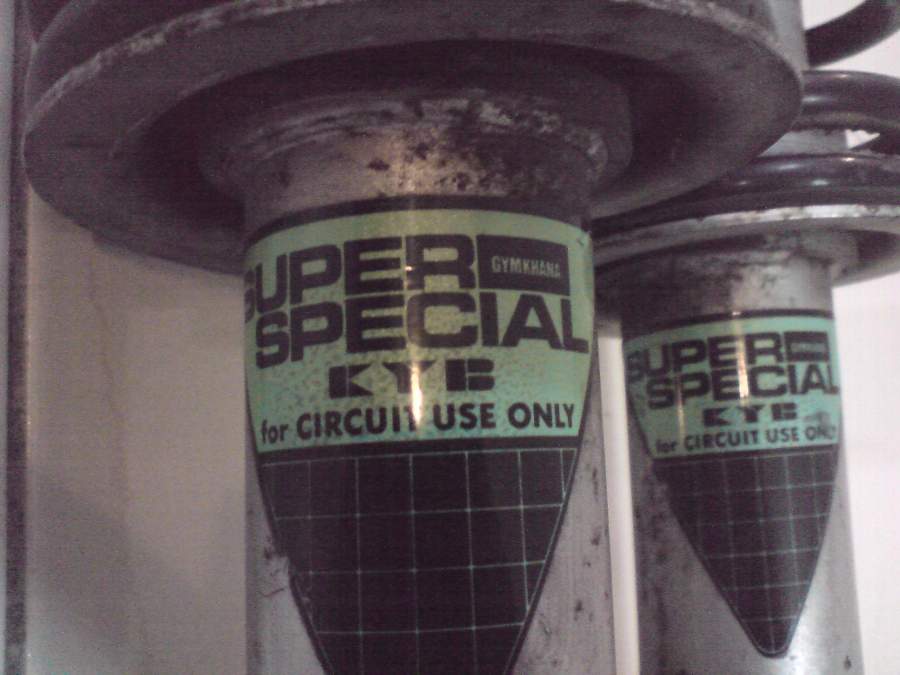 SUPER GYMKHANA
SPECIAL
KYB
for CIRCUIT USE ONLY
SUPER
SPECIAL
KYB
for CIRCUIT USE ONLY